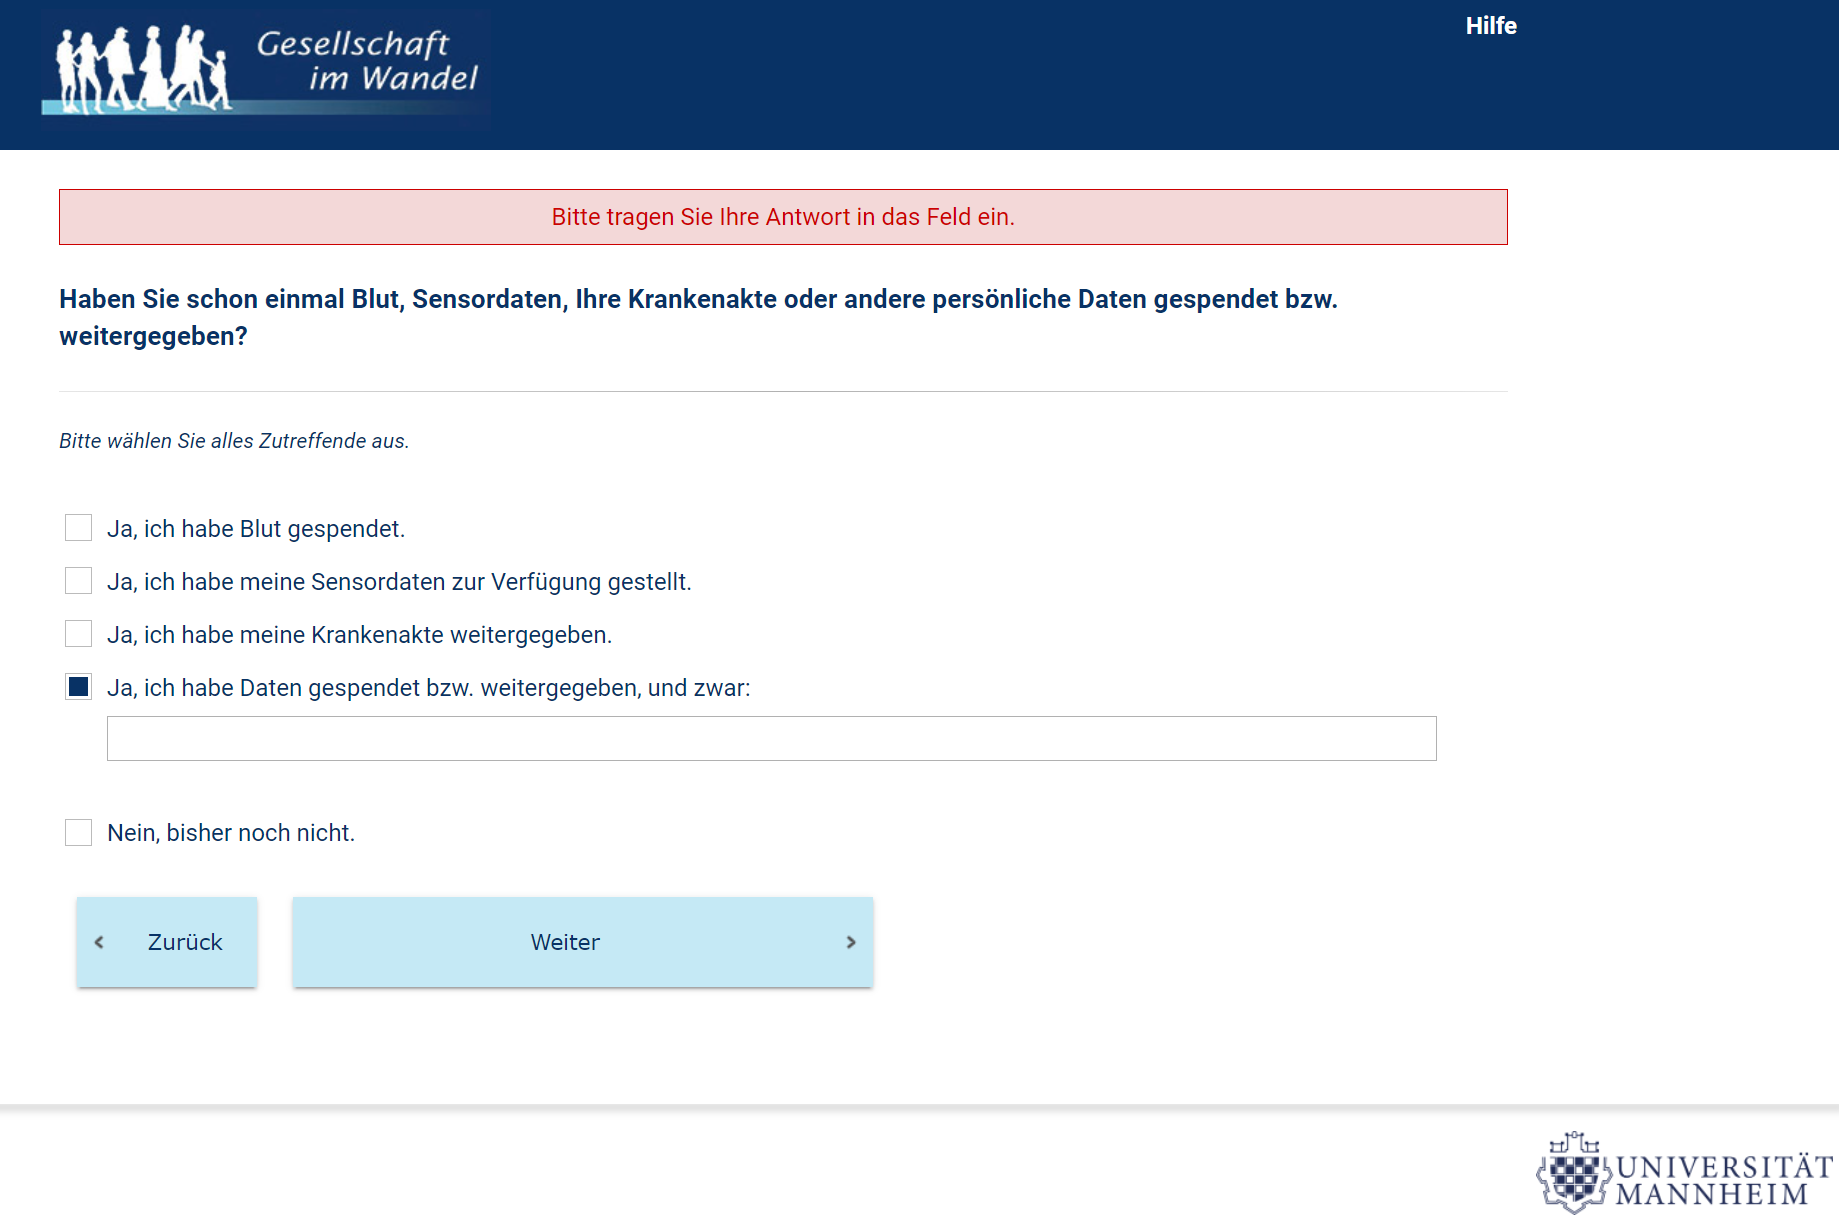 Gesellschaft
im Wandel
Hilfe
Bitte tragen Sie Ihre Antwort in das Feld ein.
Haben Sie schon einmal Blut, Sensordaten, Ihre Krankenakte oder andere persönliche Daten gespendet bzw.
weitergegeben?
Bitte wählen Sie alles Zutreffende aus.
Ja, ich habe Blut gespendet.
Ja, ich habe meine Sensordaten zur Verfügung gestellt.
Ja, ich habe meine Krankenakte weitergegeben.
Ja, ich habe Daten gespendet bzw. weitergegeben, und zwar:
Nein, bisher noch nicht.
Zurück
Weiter
UNIVERSITÄT
MANNHEIM